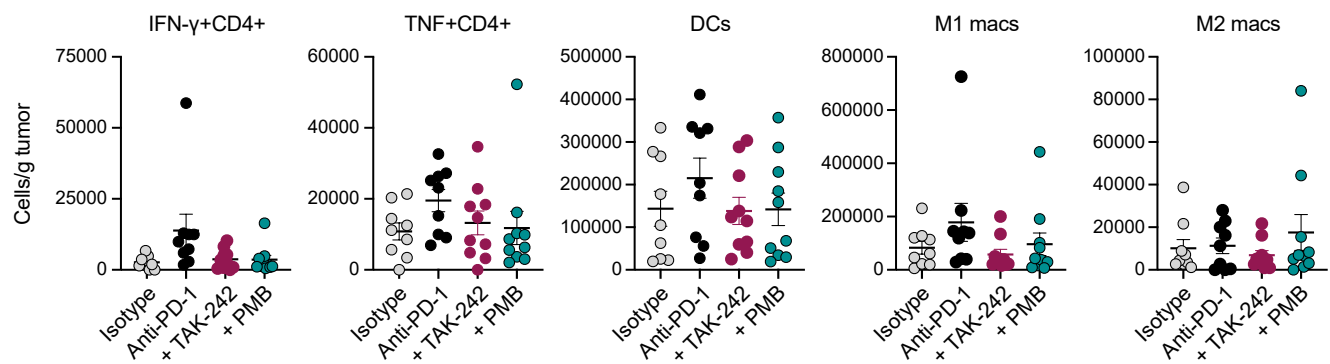 IFN-γ+CD4+
TNF+CD4+
DCs
M1 macs
M2 macs
Cells/g tumor
75000
50000
25000
0
60000
40000
20000
0
500000
400000
300000
200000
100000
0
800000
600000
400000
200000
0
100000
80000
60000
40000
20000
0
Isotype
Anti-PD-1
+ TAK-242
+ PMB
Isotype
Anti-PD-1
+ TAK-242
+ PMB
Isotype
Anti-PD-1
+ TAK-242
+ PMB
Isotype
Anti-PD-1
+ TAK-242
+ PMB
Isotype
Anti-PD-1
+ TAK-242
+ PMB